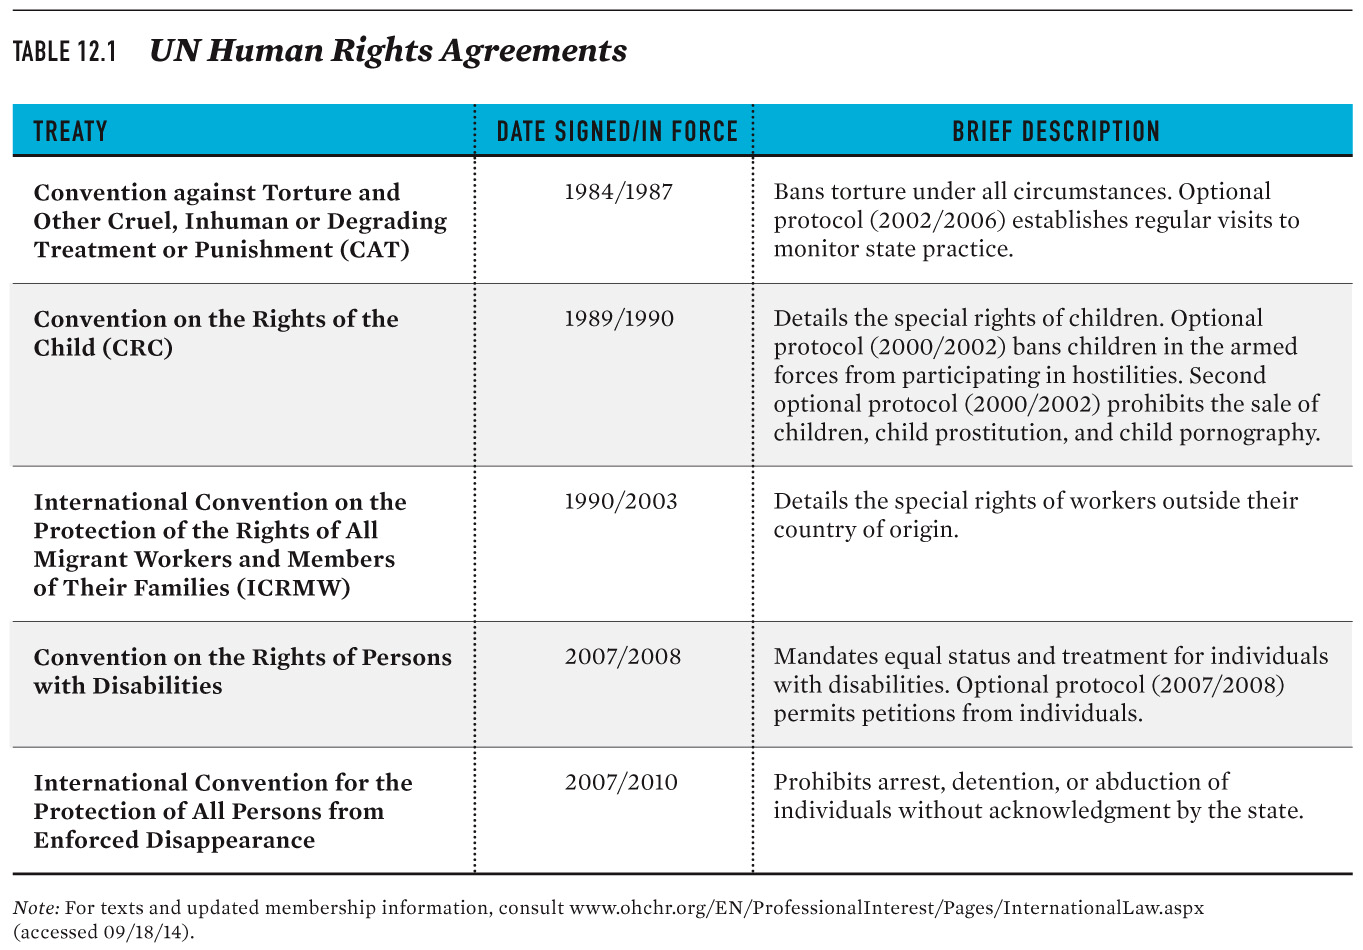 TABLE 12.1 UN Human Rights Agreements
TREATY DATE SIGNED/IN FORCE BRIEF DESCRIPTION
Convention against Torture and
Other Cruel, Inhuman or Degrading
Treatment or Punishment (CAT)
1984/1987
Bans torture under all circumstances. Optional
protocol (2002/2006) establishes regular visits to
monitor state practice.
Convention on the Rights of the
Child (CRC)
1989/1990
Details the special rights of children. Optional
protocol (2000/2002) bans children in the armed
forces from participating in hostilities. Second
optional protocol (2000/2002) prohibits the sale of
children, child prostitution, and child pornography.
International Convention on the
Protection of the Rights of All
Migrant Workers and Members
of Their Families (ICRMW)
1990/2003
Details the special rights of workers outside their
country of origin.
Convention on the Rights of Persons
with Disabilities
2007/2008
Mandates equal status and treatment for individuals
with disabilities. Optional protocol (2007/2008)
permits petitions from individuals.
International Convention for the
Protection of All Persons from
Enforced Disappearance
2007/2010
Prohibits arrest, detention, or abduction of
individuals without acknowledgment by the state.
Note: For texts and updated membership information, consult www.ohchr.org/EN/ProfessionalInterest/Pages/InternationalLaw.aspx
(accessed 09/18/14).